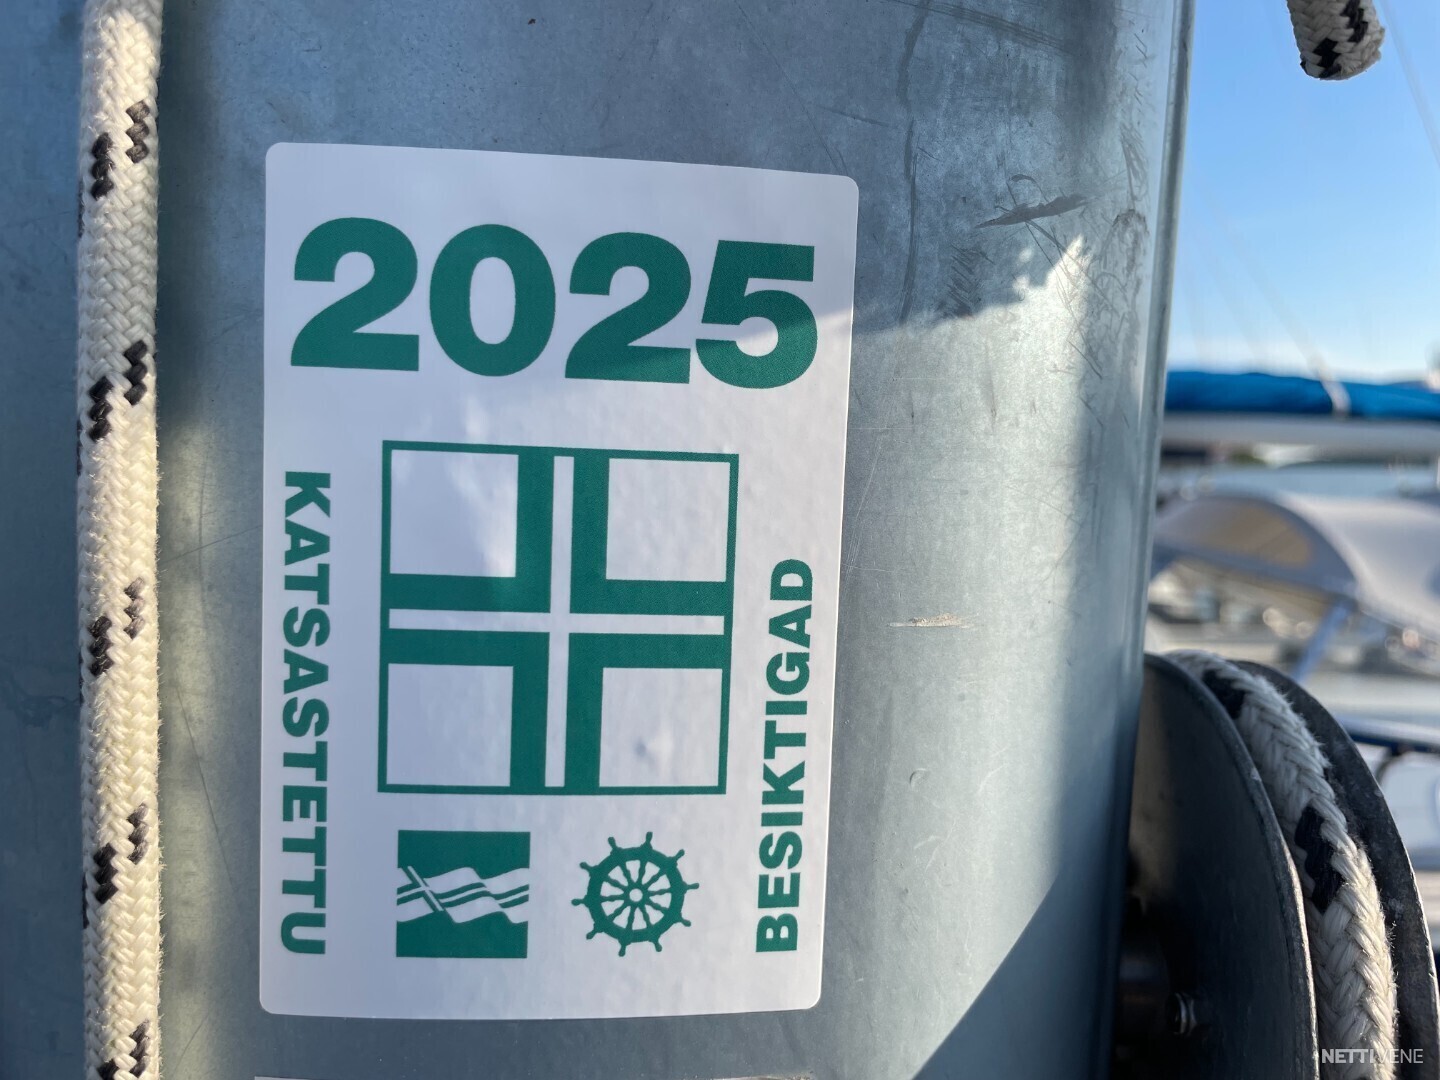 2025
KATSASTETTU
BESIKTIGAD
NETTIVENE